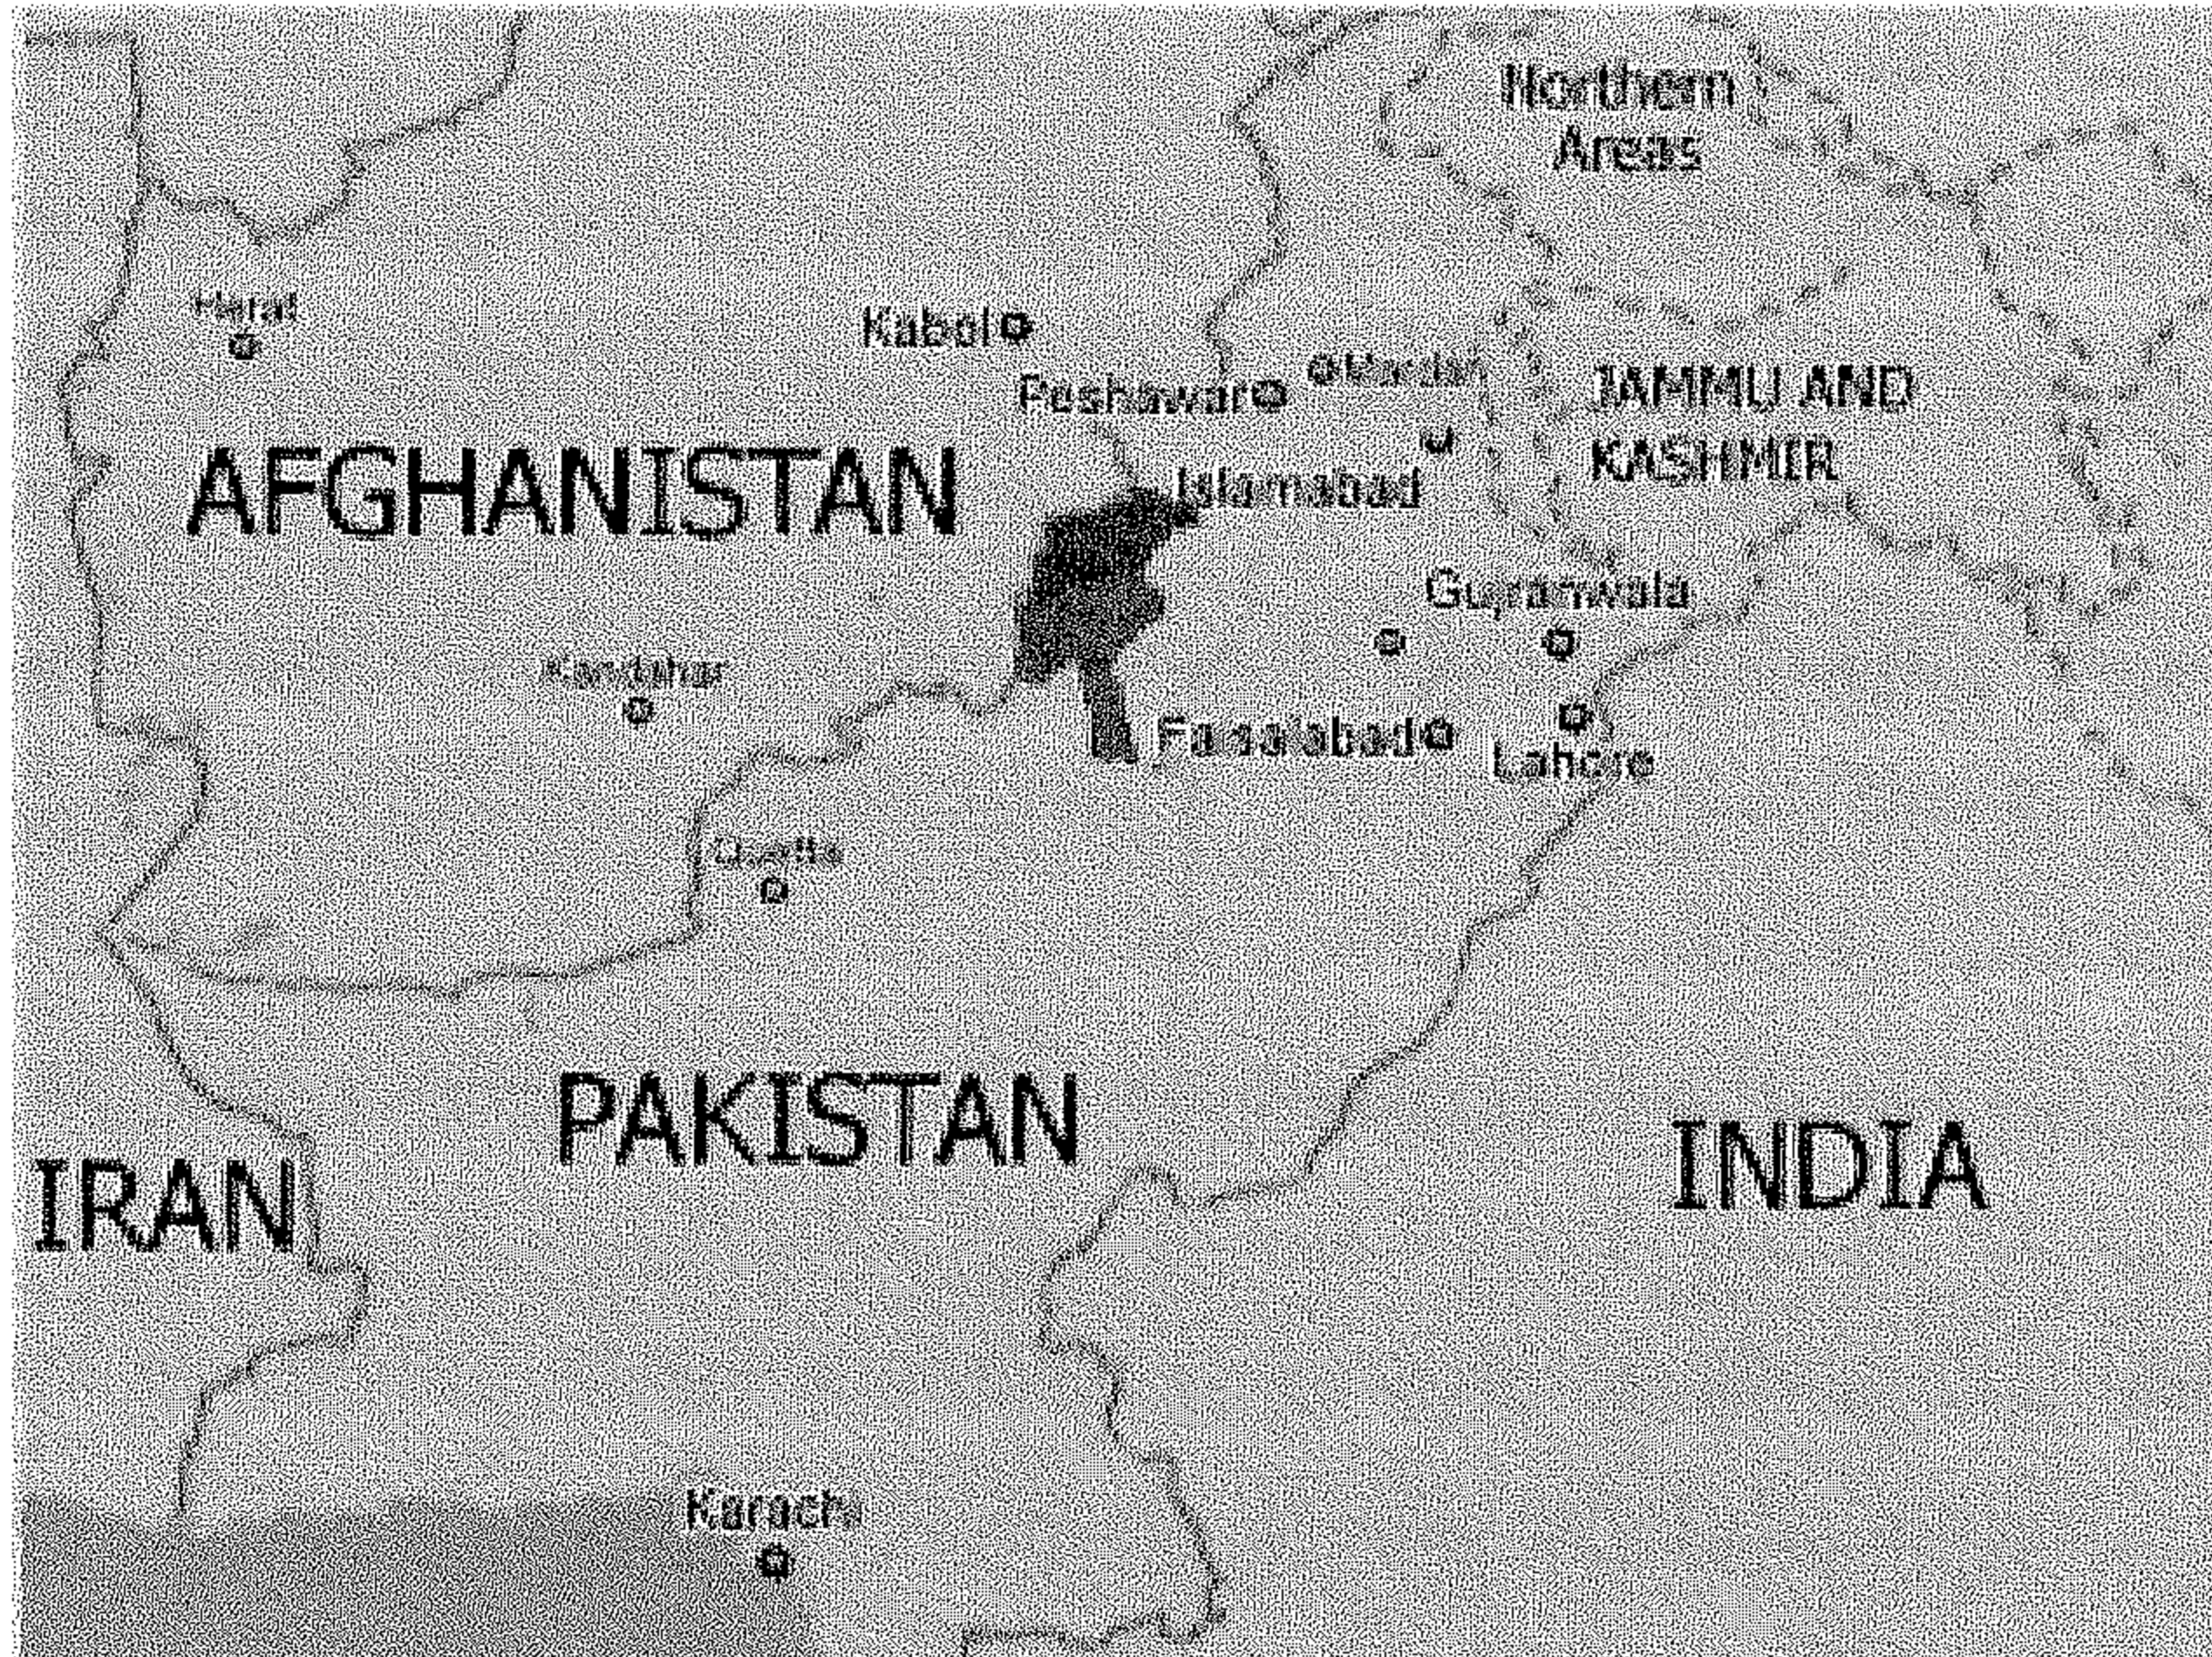 Northern
Areas
Herat
Kabol
Mardan
Peshawar
JAMMU AND
KASHMIR
AFGHANISTAN
Islamabad
Gujranwala
Kandahar
Faisalabad
Lahore
Quetta
PAKISTAN
INDIA
IRAN
Karachi